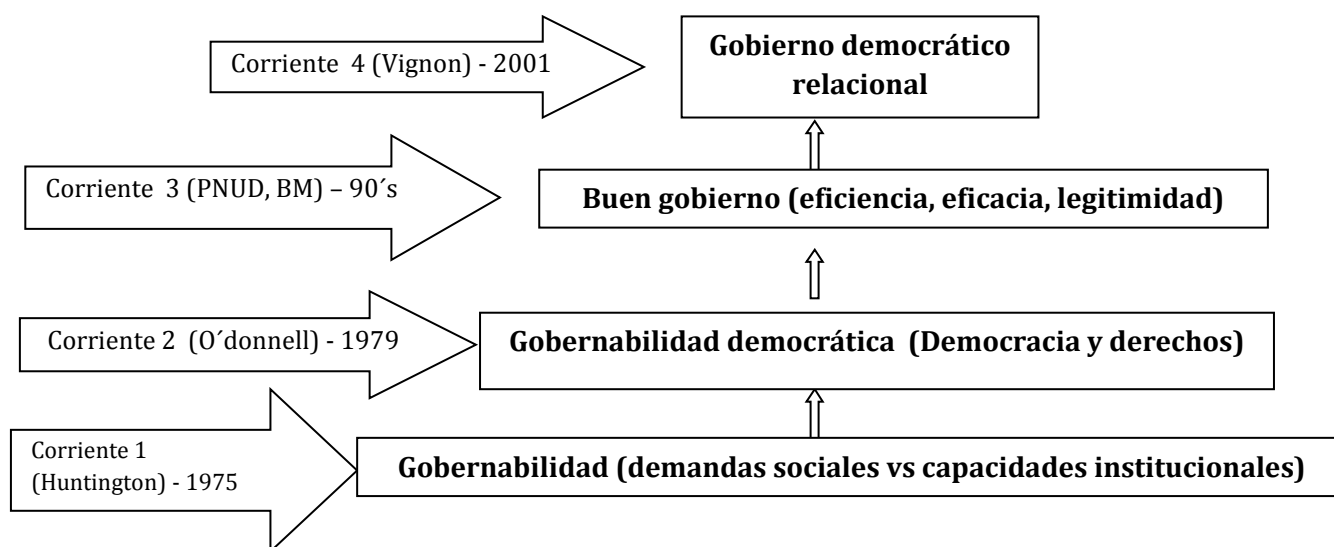 Corriente  4 (Vignon) - 2001
Gobierno democrático
relacional
Corriente  3 (PNUD, BM) – 90´s
Buen gobierno (eficiencia, eficacia, legitimidad)
Corriente 2  (O´donnell) - 1979
Gobernabilidad democrática  (Democracia y derechos)
Corriente 1
(Huntington) - 1975
Gobernabilidad (demandas sociales vs capacidades institucionales)